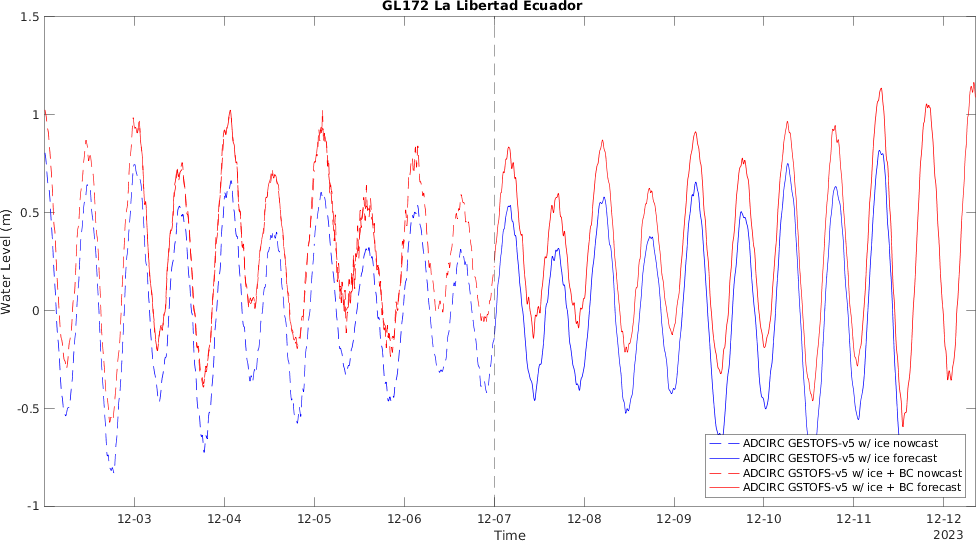 GL172 La Libertad Ecuador
1.5
1
0.5
0
-0.5
-1
Water Level (m)
ADCIRC GESTOFS-v5 w/ ice nowcast
ADCIRC GESTOFS-v5 w/ ice forecast
ADCIRC GSTOFS-v5 w/ ice + BC nowcast
ADCIRC GSTOFS-v5 w/ ice + BC forecast
12-03 12-04 12-05 12-06 12-07 12-08 12-09 12-10 12-11 12-12
2023
Time